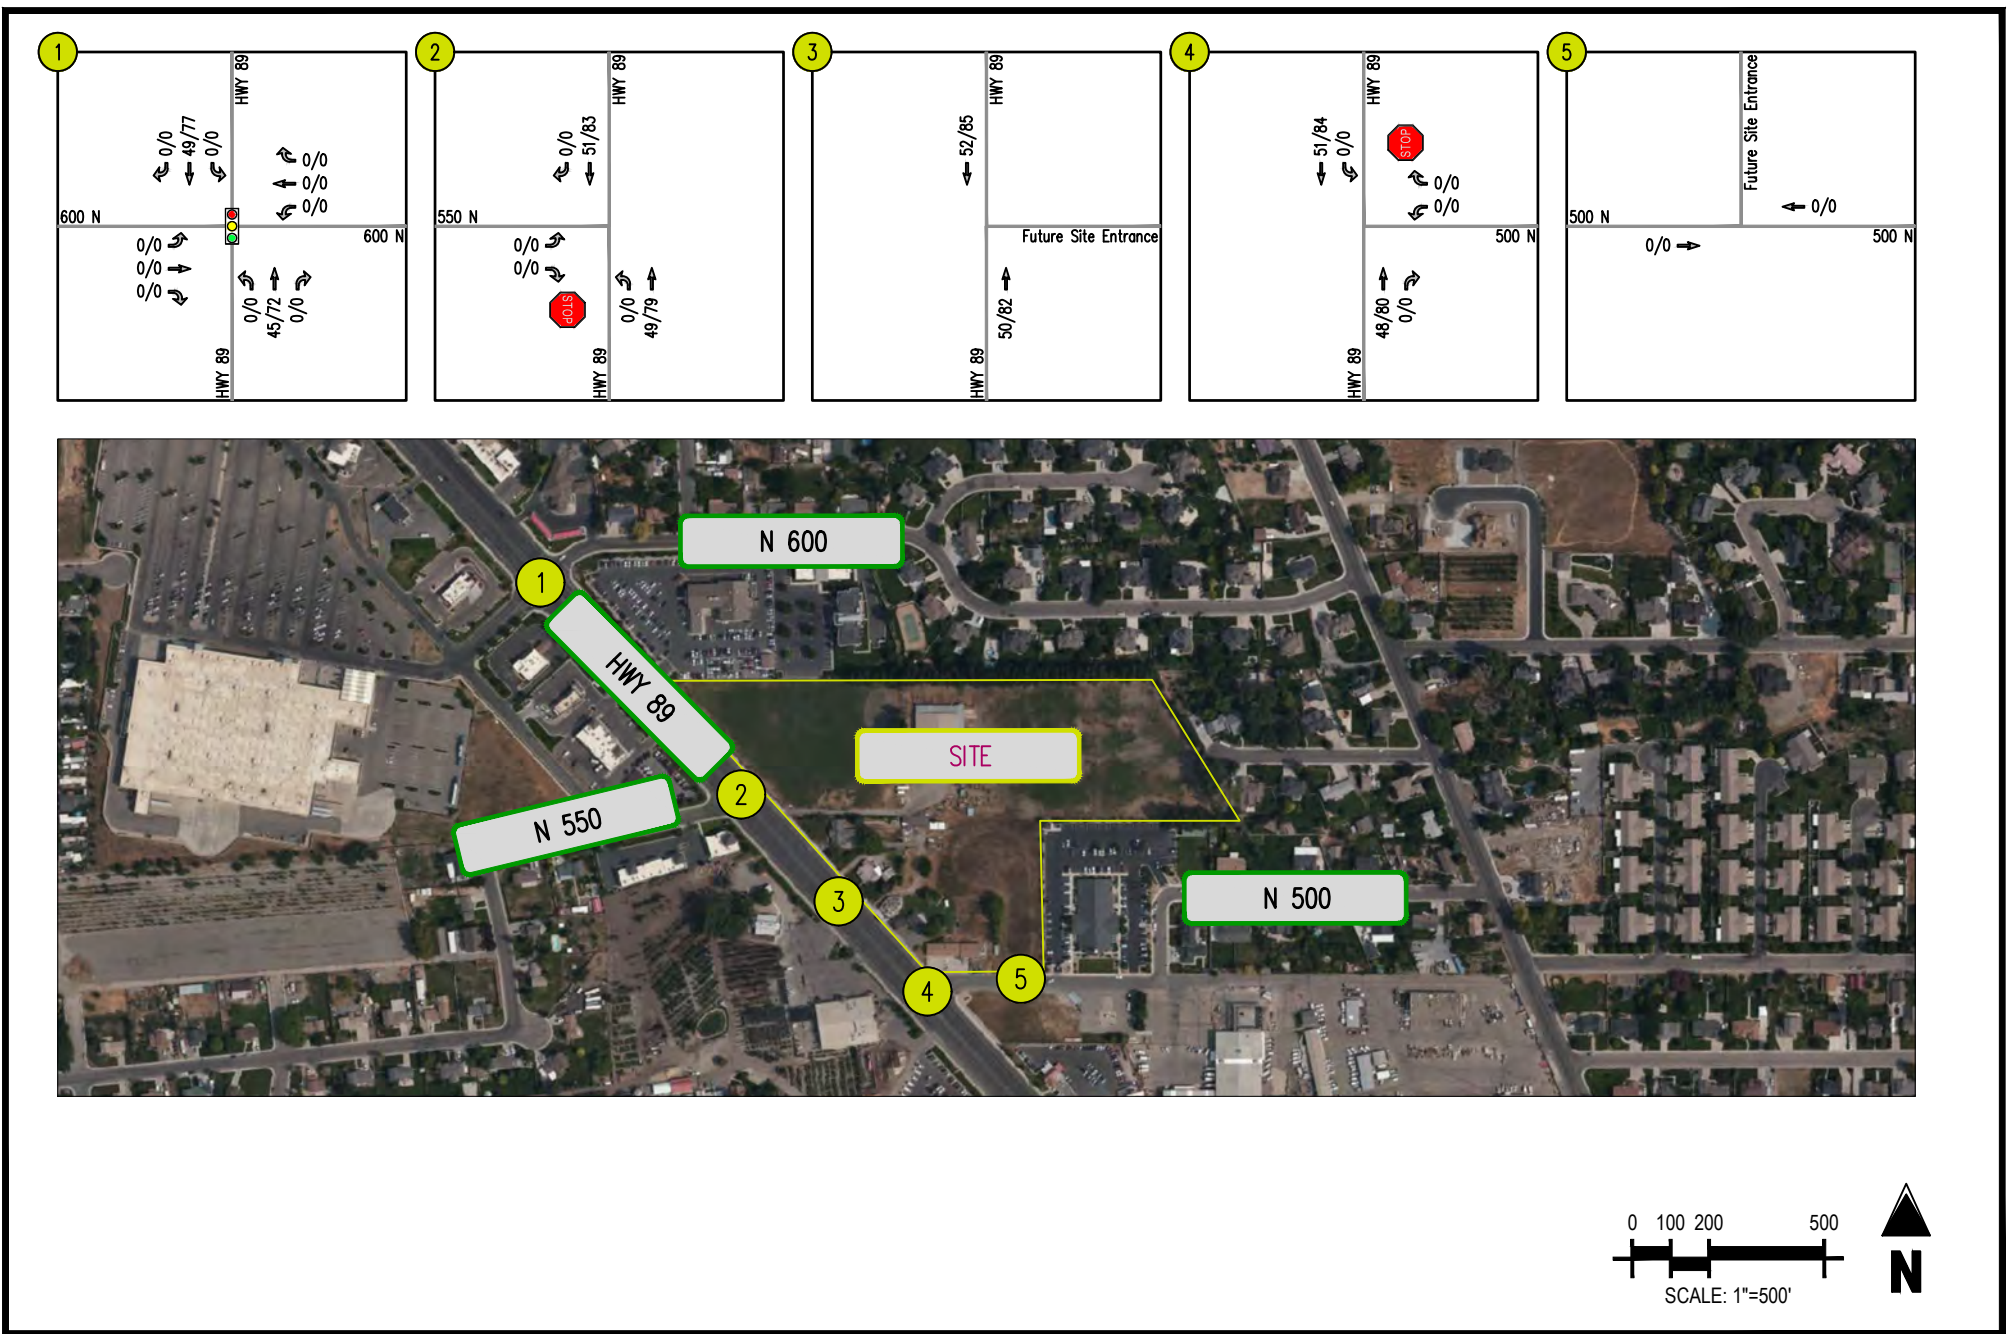 1
HWY 89
0/0
49/77
0/0
0/0
0/0
0/0
600 N
600 N
0/0
0/0
0/0
0/0
45/72
0/0
HWY 89
2
HWY 89
0/0
51/83
550 N
0/0
0/0
STOP
0/0
49/79
HWY 89
3
HWY 89
52/85
Future Site Entrance
50/82
HWY 89
4
HWY 89
51/84
0/0
STOP
0/0
0/0
500 N
48/80
0/0
HWY 89
5
Future Site Entrance
0/0
500 N
500 N
0/0
N 600
1
HWY 89
SITE
2
N 550
3
N 500
4
5
0 100 200 500
SCALE: 1"=500'
N